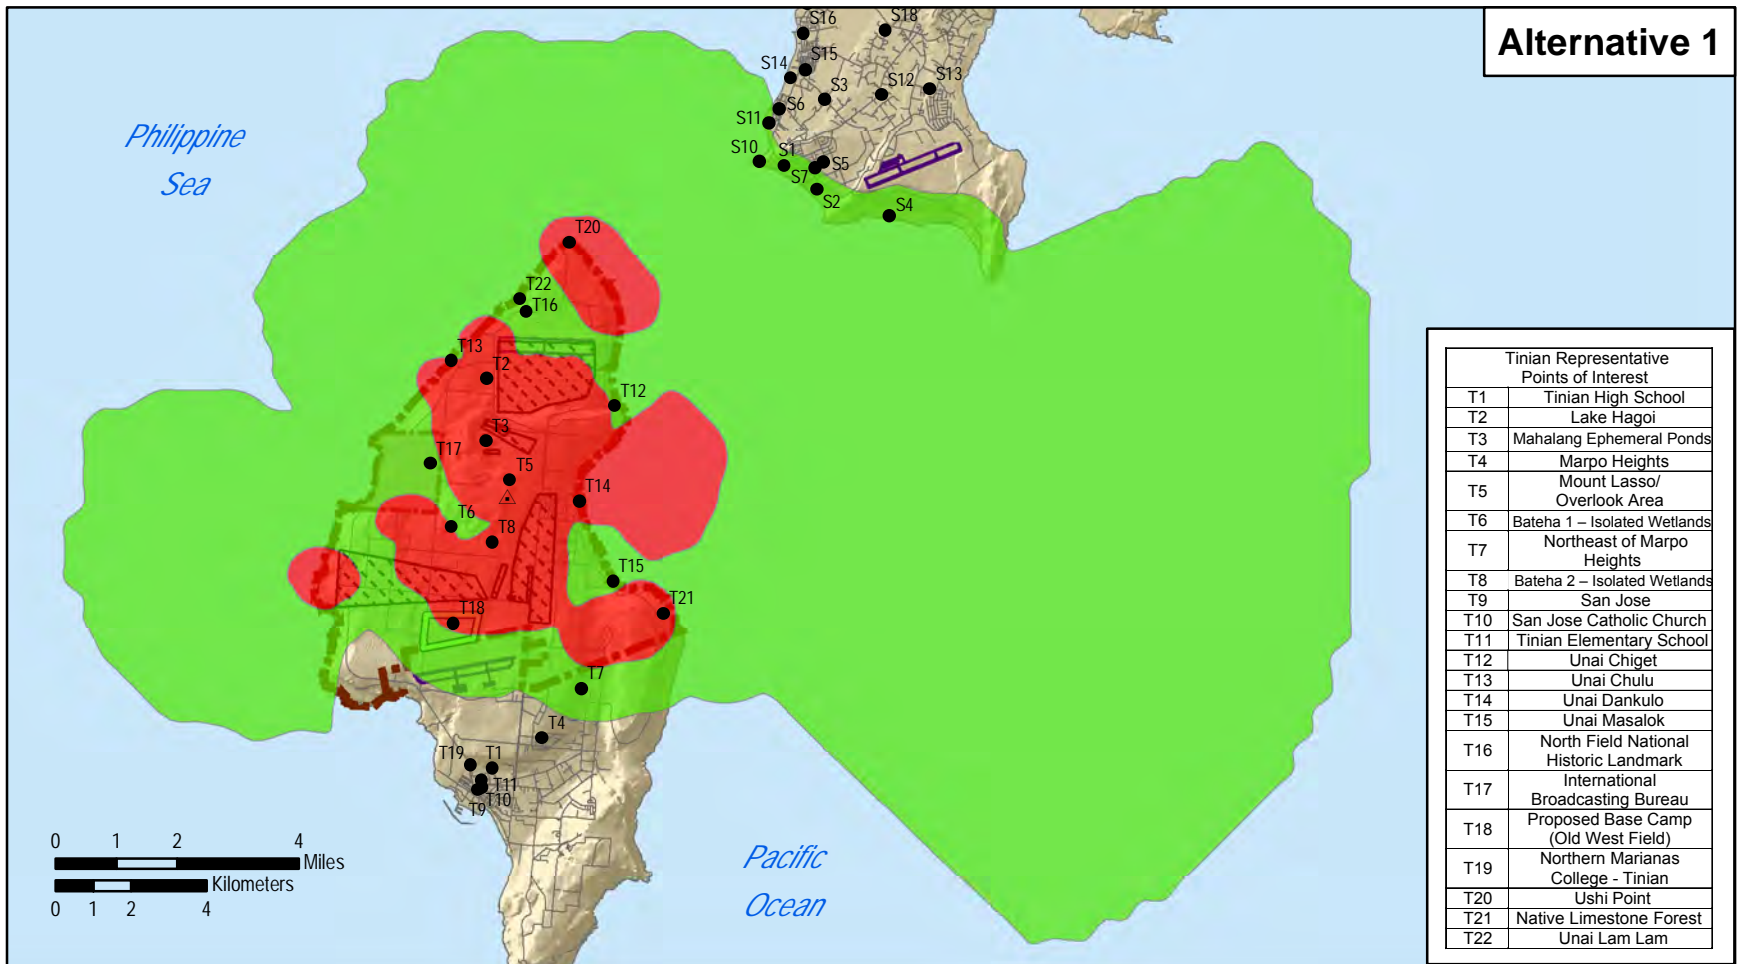 Alternative 1
S16
S18
S15
S14
S3
S12
S13
S6
S11
S10
S1
S5
S7
S2
S4
Philippine
Sea
T20
T22
T16
T13
T2
T12
T3
T17
T5
T14
T6
T8
T15
T21
T18
T7
T4
T19
T1
T11
T10
T9
Pacific
Ocean
0 1 2 4
Miles
Kilometers
0 1 2 4
Tinian Representative
Points of Interest
T1 Tinian High School
T2 Lake Hagoi
T3 Mahalang Ephemeral Ponds
T4 Marpo Heights
T5 Mount Lasso/
Overlook Area
T6 Bateha 1 – Isolated Wetlands
T7 Northeast of Marpo
Heights
T8 Bateha 2 – Isolated Wetlands
T9 San Jose
T10 San Jose Catholic Church
T11 Tinian Elementary School
T12 Unai Chiget
T13 Unai Chulu
T14 Unai Dankulo
T15 Unai Masalok
T16 North Field National
Historic Landmark
T17 International
Broadcasting Bureau
T18 Proposed Base Camp
(Old West Field)
T19 Northern Marianas
College - Tinian
T20 Ushi Point
T21 Native Limestone Forest
T22 Unai Lam Lam